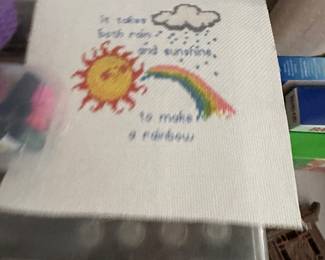 it takes
both rain
and sunshine
to make
a rainbow